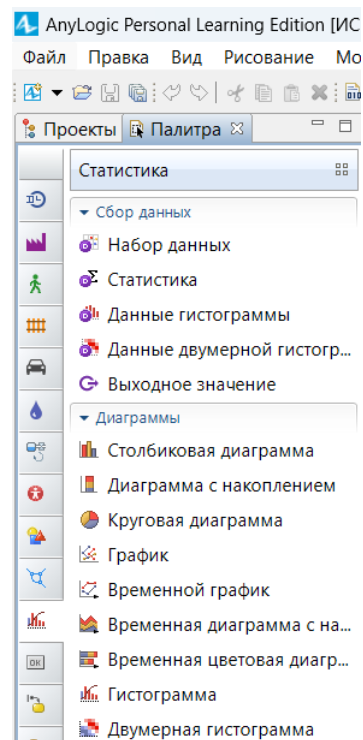 AnyLogic Personal Learning Edition [ИС
Файл Правка Вид Рисование Мо
Проекты Палитра
Статистика
Сбор данных
Набор данных
Статистика
Данные гистограммы
Данные двумерной гистогр...
Выходное значение
Диаграммы
Столбиковая диаграмма
Диаграмма с накоплением
Круговая диаграмма
График
Временной график
Временная диаграмма с на...
Временная цветовая диагр...
Гистограмма
OK
Двумерная гистограмма